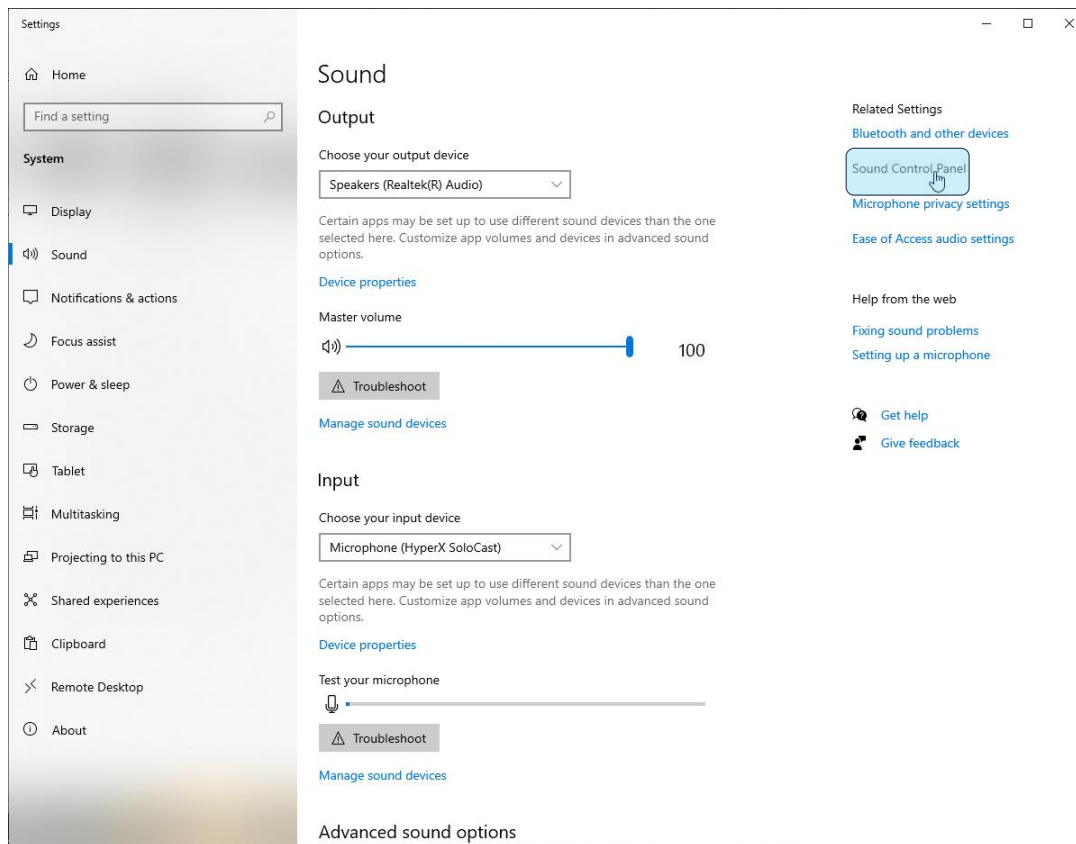 Settings
Home
Find a setting
System
Display
Sound
Notifications & actions
Focus assist
Power & sleep
Storage
Tablet
Multitasking
Projecting to this PC
Shared experiences
Clipboard
Remote Desktop
About
Sound
Output
Choose your output device
Speakers (Realtek(R) Audio)
Certain apps may be set up to use different sound devices than the one
selected here. Customize app volumes and devices in advanced sound
options.
Device properties
Master volume
100
Troubleshoot
Manage sound devices
Input
Choose your input device
Microphone (HyperX SoloCast)
Certain apps may be set up to use different sound devices than the one
selected here. Customize app volumes and devices in advanced sound
options.
Device properties
Test your microphone
Troubleshoot
Manage sound devices
Advanced sound options
Related Settings
Bluetooth and other devices
Sound Control Panel
Microphone privacy settings
Ease of Access audio settings
Help from the web
Fixing sound problems
Setting up a microphone
Get help
Give feedback